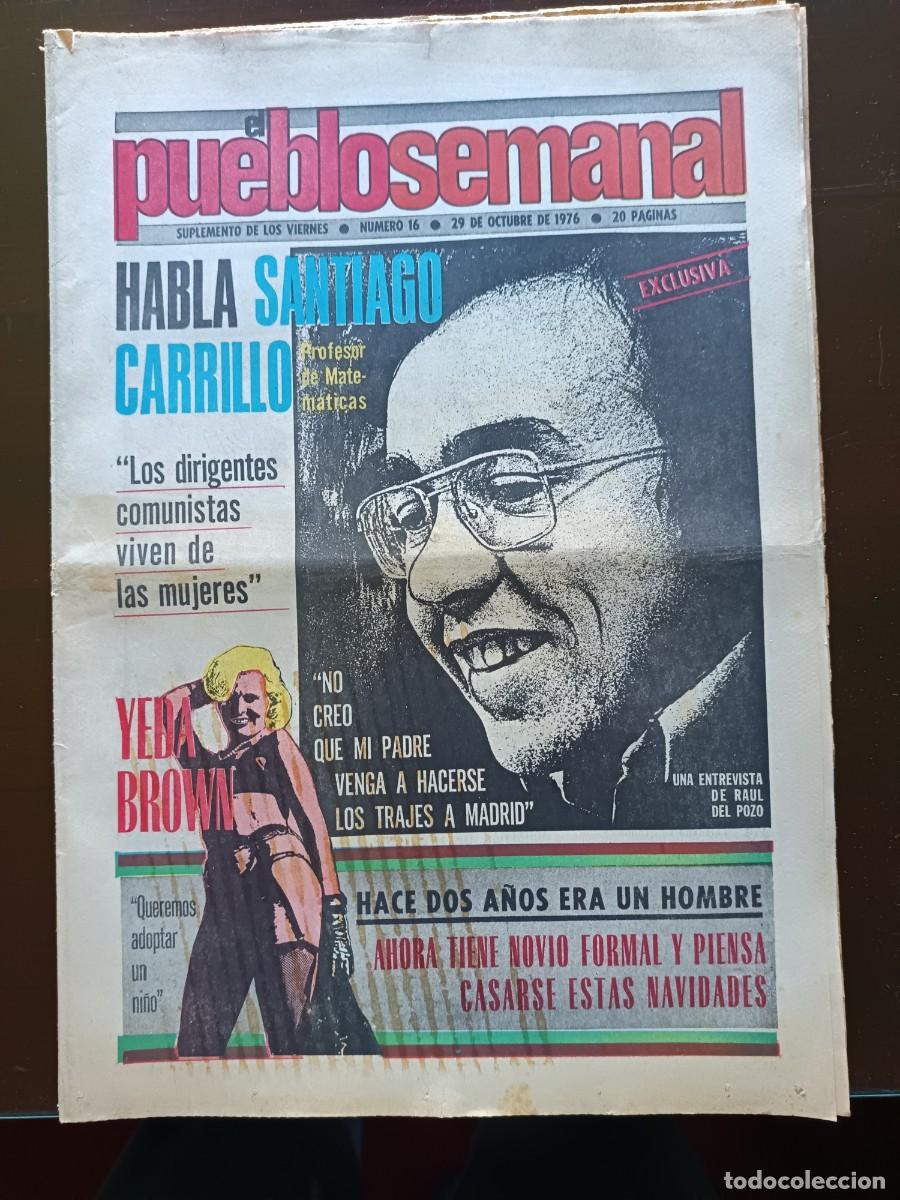 el
pueblosemanal
SUPLEMENTO DE LOS VIERNES ● NUMERO 16 ● 29 DE OCTUBRE DE 1976 ● 20 PAGINAS
HABLA SANTIAGO
CARRILLO
Profesor
de Mate-
máticas
EXCLUSIVA
"Los dirigentes
comunistas
viven de
las mujeres"
"NO
CREO
QUE MI PADRE
VENGA A HACERSE
LOS TRAJES A MADRID"
UNA ENTREVISTA
DE RAUL
DEL POZO
YEDA
BROWN
"Queremos
adoptar
un
niño"
HACE DOS AÑOS ERA UN HOMBRE
AHORA TIENE NOVIO FORMAL Y PIENSA
CASARSE ESTAS NAVIDADES
todocoleccion